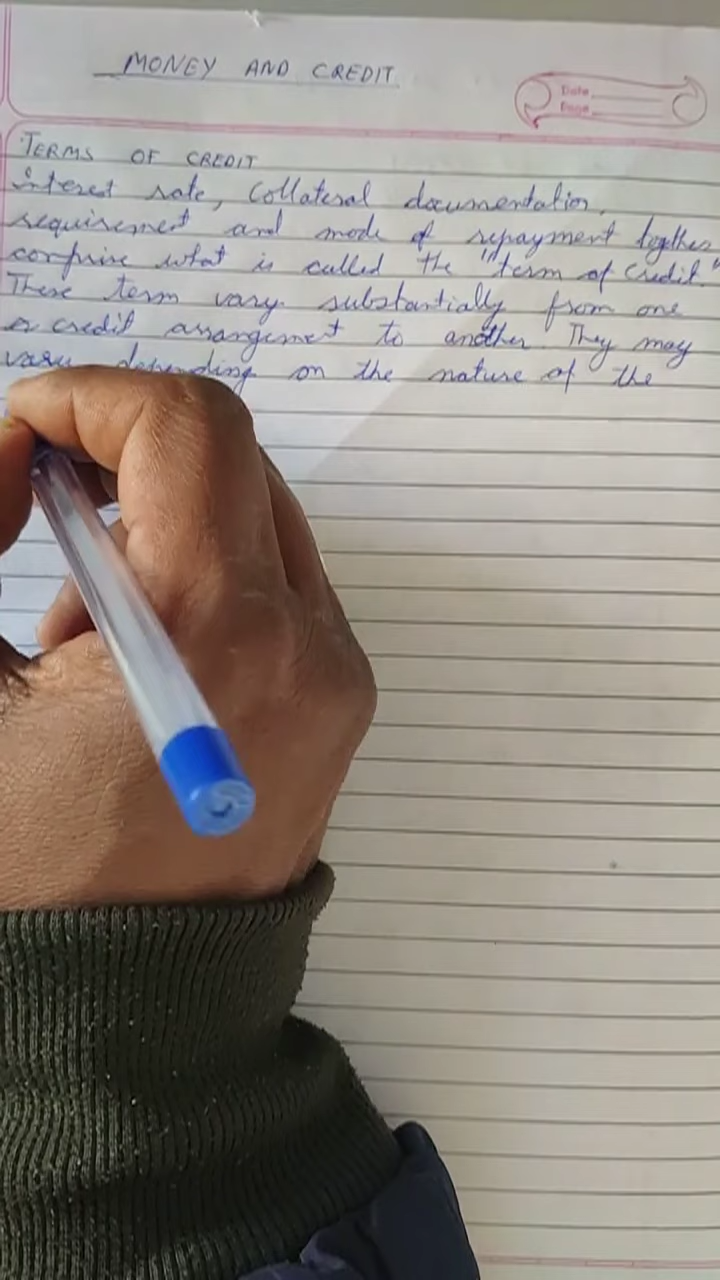 MONEY AND CREDIT
Date
Page
TERMS OF CREDIT
Interest rate, Collateral documentation,
requirement and mode of repayment together
comprise what is called the "term of Credit."
These term vary substantially from one
credit arrangement to another They may
vary depending on the nature of the